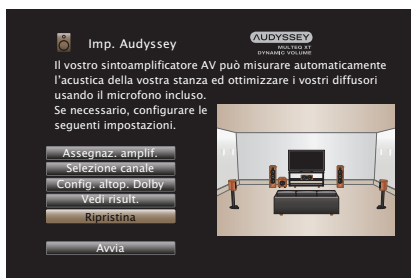 Imp. Audyssey
AUDYSSEY
MULTEQ XT
DYNAMIC VOLUME
Il vostro sintoamplificatore AV può misurare automaticamente
l'acustica della vostra stanza ed ottimizzare i vostri diffusori
usando il microfono incluso.
Se necessario, configurare le
seguenti impostazioni.
Assegnaz. amplif.
Selezione canale
Config. altop. Dolby
Vedi risult.
Ripristina
Avvia